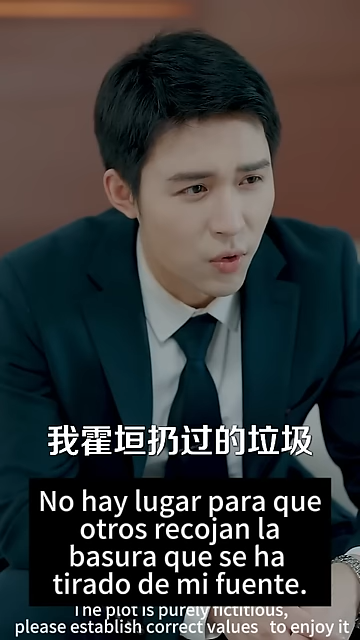 我霍垣扔过的垃圾
No hay lugar para que
otros recojan la
basura que se ha
tirado de mi fuente.
The plot is purely fictitious,
please establish correct values to enjoy it